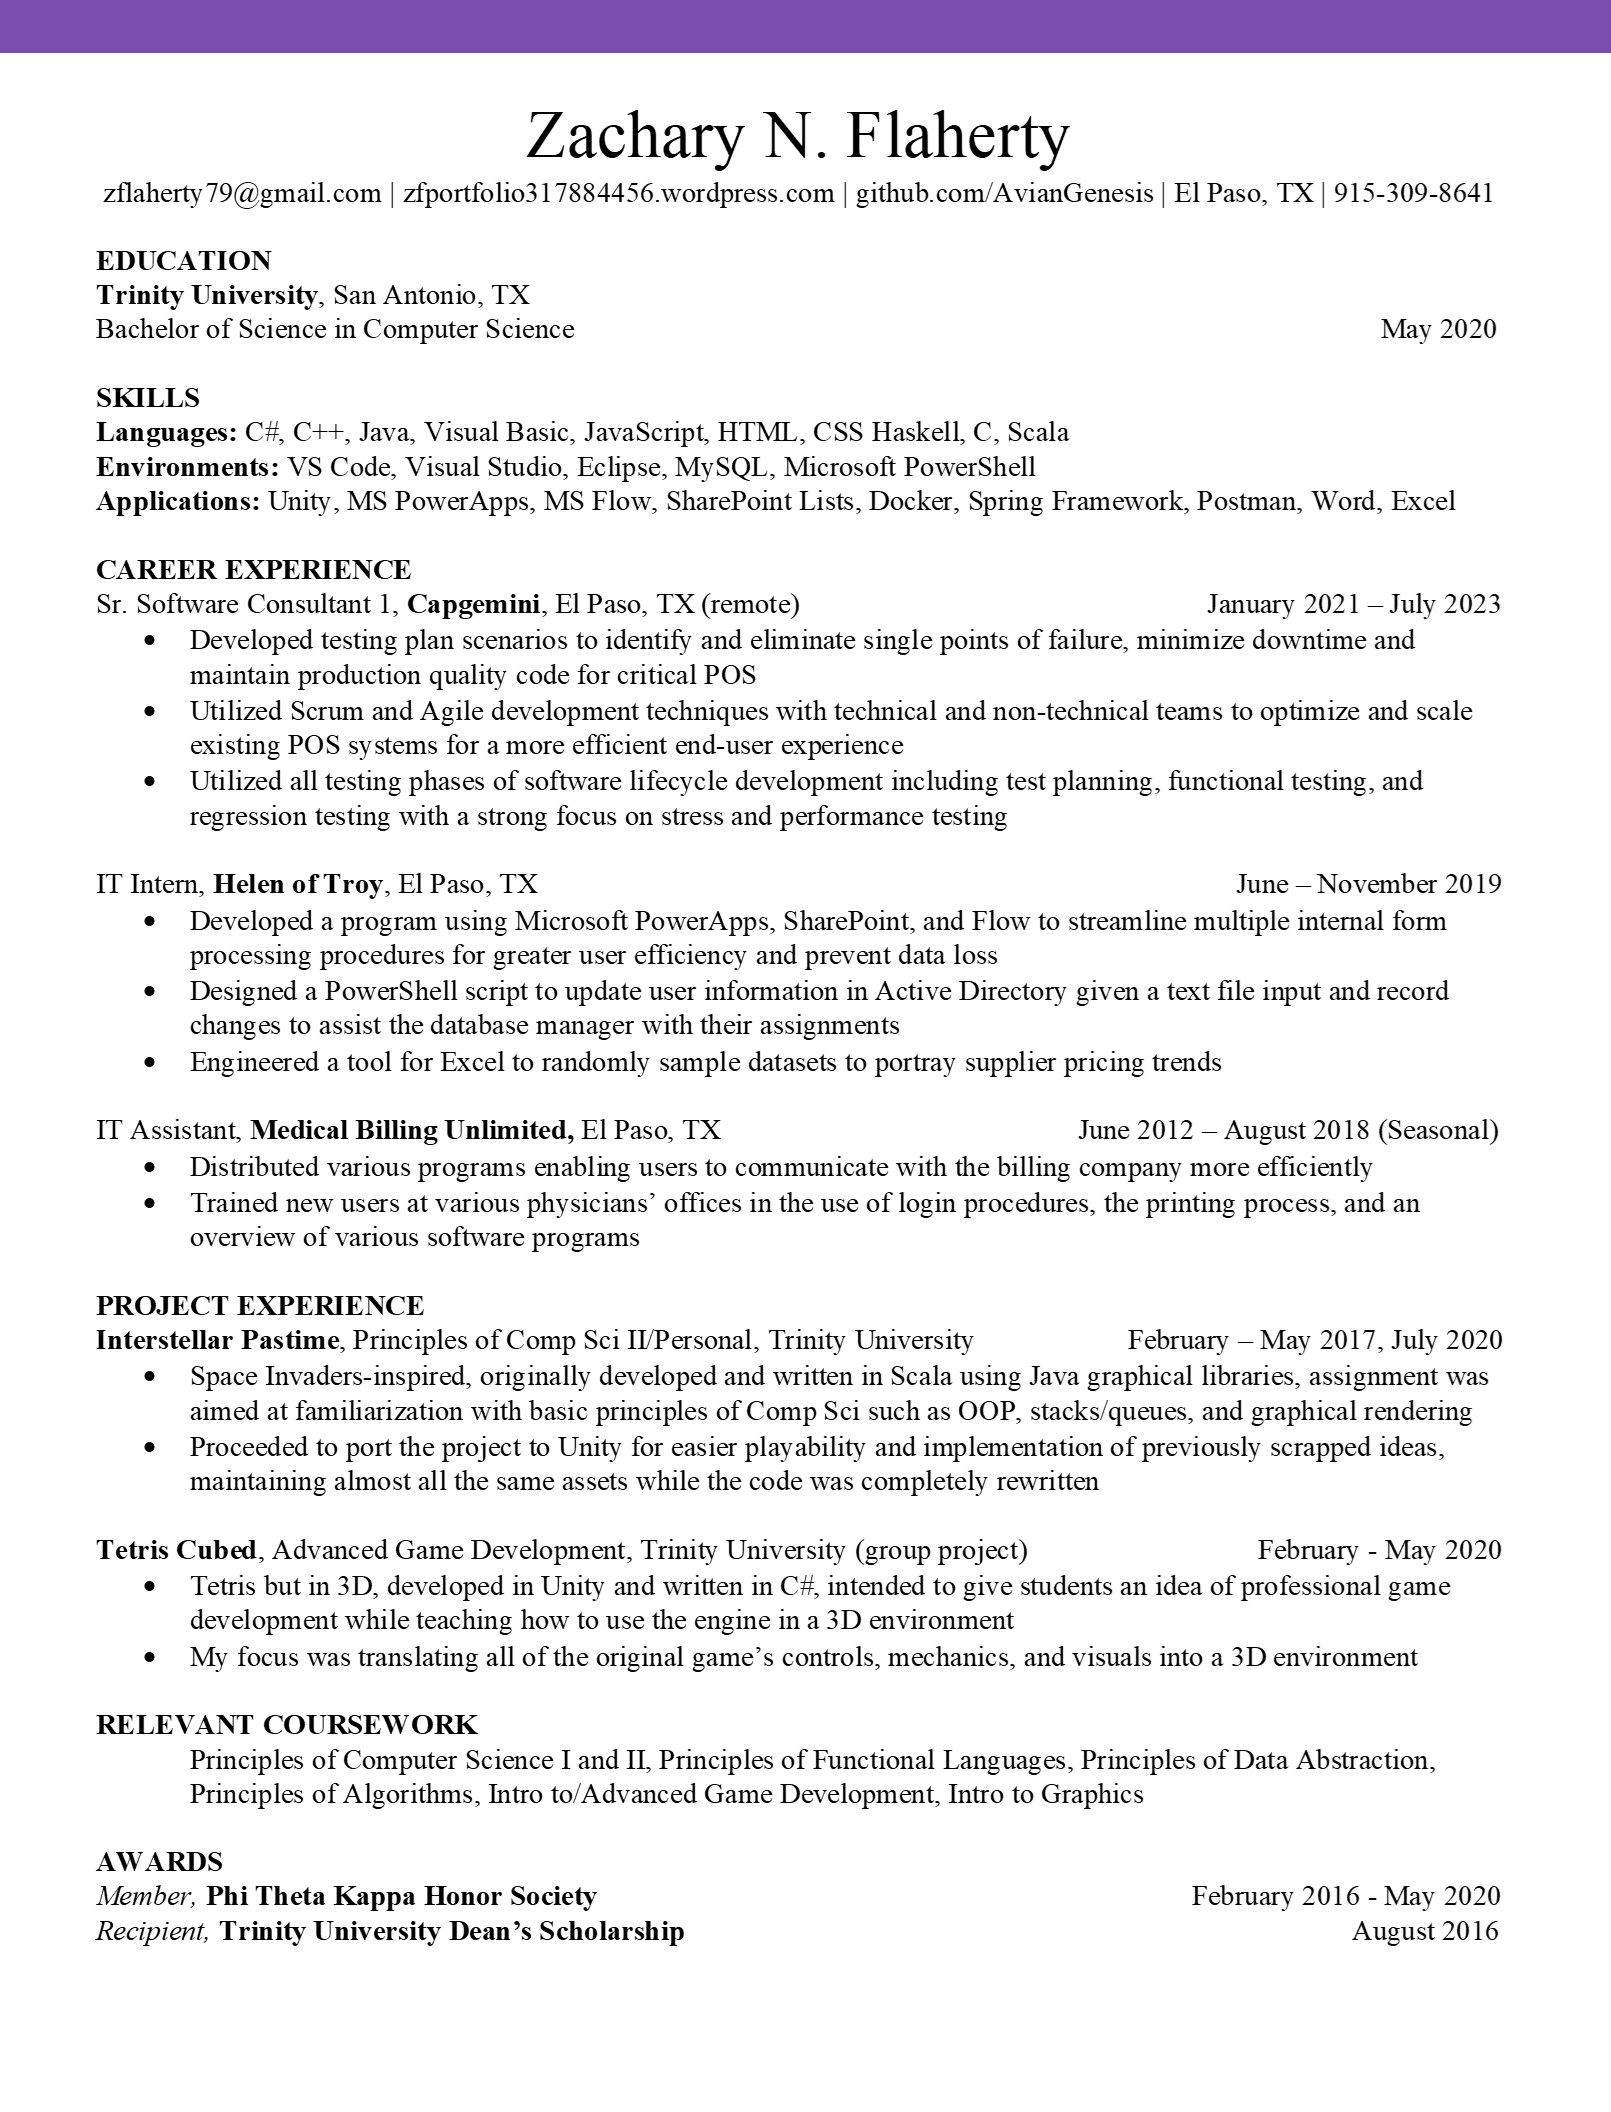 Zachary N. Flaherty
zflaherty79@gmail.com | zfportfolio317884456.wordpress.com | github.com/AvianGenesis | El Paso, TX | 915-309-8641
EDUCATION
Trinity University, San Antonio, TX
Bachelor of Science in Computer Science May 2020
SKILLS
Languages: C#, C++, Java, Visual Basic, JavaScript, HTML, CSS Haskell, C, Scala
Environments: VS Code, Visual Studio, Eclipse, MySQL, Microsoft PowerShell
Applications: Unity, MS PowerApps, MS Flow, SharePoint Lists, Docker, Spring Framework, Postman, Word, Excel
CAREER EXPERIENCE
Sr. Software Consultant 1, Capgemini, El Paso, TX (remote) January 2021 – July 2023
• Developed testing plan scenarios to identify and eliminate single points of failure, minimize downtime and
maintain production quality code for critical POS
• Utilized Scrum and Agile development techniques with technical and non-technical teams to optimize and scale
existing POS systems for a more efficient end-user experience
• Utilized all testing phases of software lifecycle development including test planning, functional testing, and
regression testing with a strong focus on stress and performance testing
IT Intern, Helen of Troy, El Paso, TX June – November 2019
• Developed a program using Microsoft PowerApps, SharePoint, and Flow to streamline multiple internal form
processing procedures for greater user efficiency and prevent data loss
• Designed a PowerShell script to update user information in Active Directory given a text file input and record
changes to assist the database manager with their assignments
• Engineered a tool for Excel to randomly sample datasets to portray supplier pricing trends
IT Assistant, Medical Billing Unlimited, El Paso, TX June 2012 – August 2018 (Seasonal)
• Distributed various programs enabling users to communicate with the billing company more efficiently
• Trained new users at various physicians’ offices in the use of login procedures, the printing process, and an
overview of various software programs
PROJECT EXPERIENCE
Interstellar Pastime, Principles of Comp Sci II/Personal, Trinity University February – May 2017, July 2020
• Space Invaders-inspired, originally developed and written in Scala using Java graphical libraries, assignment was
aimed at familiarization with basic principles of Comp Sci such as OOP, stacks/queues, and graphical rendering
• Proceeded to port the project to Unity for easier playability and implementation of previously scrapped ideas,
maintaining almost all the same assets while the code was completely rewritten
Tetris Cubed, Advanced Game Development, Trinity University (group project) February - May 2020
• Tetris but in 3D, developed in Unity and written in C#, intended to give students an idea of professional game
development while teaching how to use the engine in a 3D environment
• My focus was translating all of the original game’s controls, mechanics, and visuals into a 3D environment
RELEVANT COURSEWORK
Principles of Computer Science I and II, Principles of Functional Languages, Principles of Data Abstraction,
Principles of Algorithms, Intro to/Advanced Game Development, Intro to Graphics
AWARDS
Member, Phi Theta Kappa Honor Society February 2016 - May 2020
Recipient, Trinity University Dean’s Scholarship August 2016